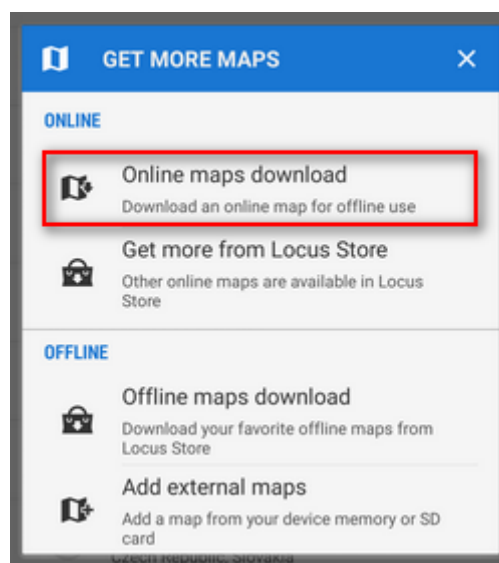 GET MORE MAPS
ONLINE
Online maps download
Download an online map for offline use
Get more from Locus Store
Other online maps are available in Locus
Store
OFFLINE
Offline maps download
Download your favorite offline maps from
Locus Store
Add external maps
Add a map from your device memory or SD
card
Czech Republic, Slovakia